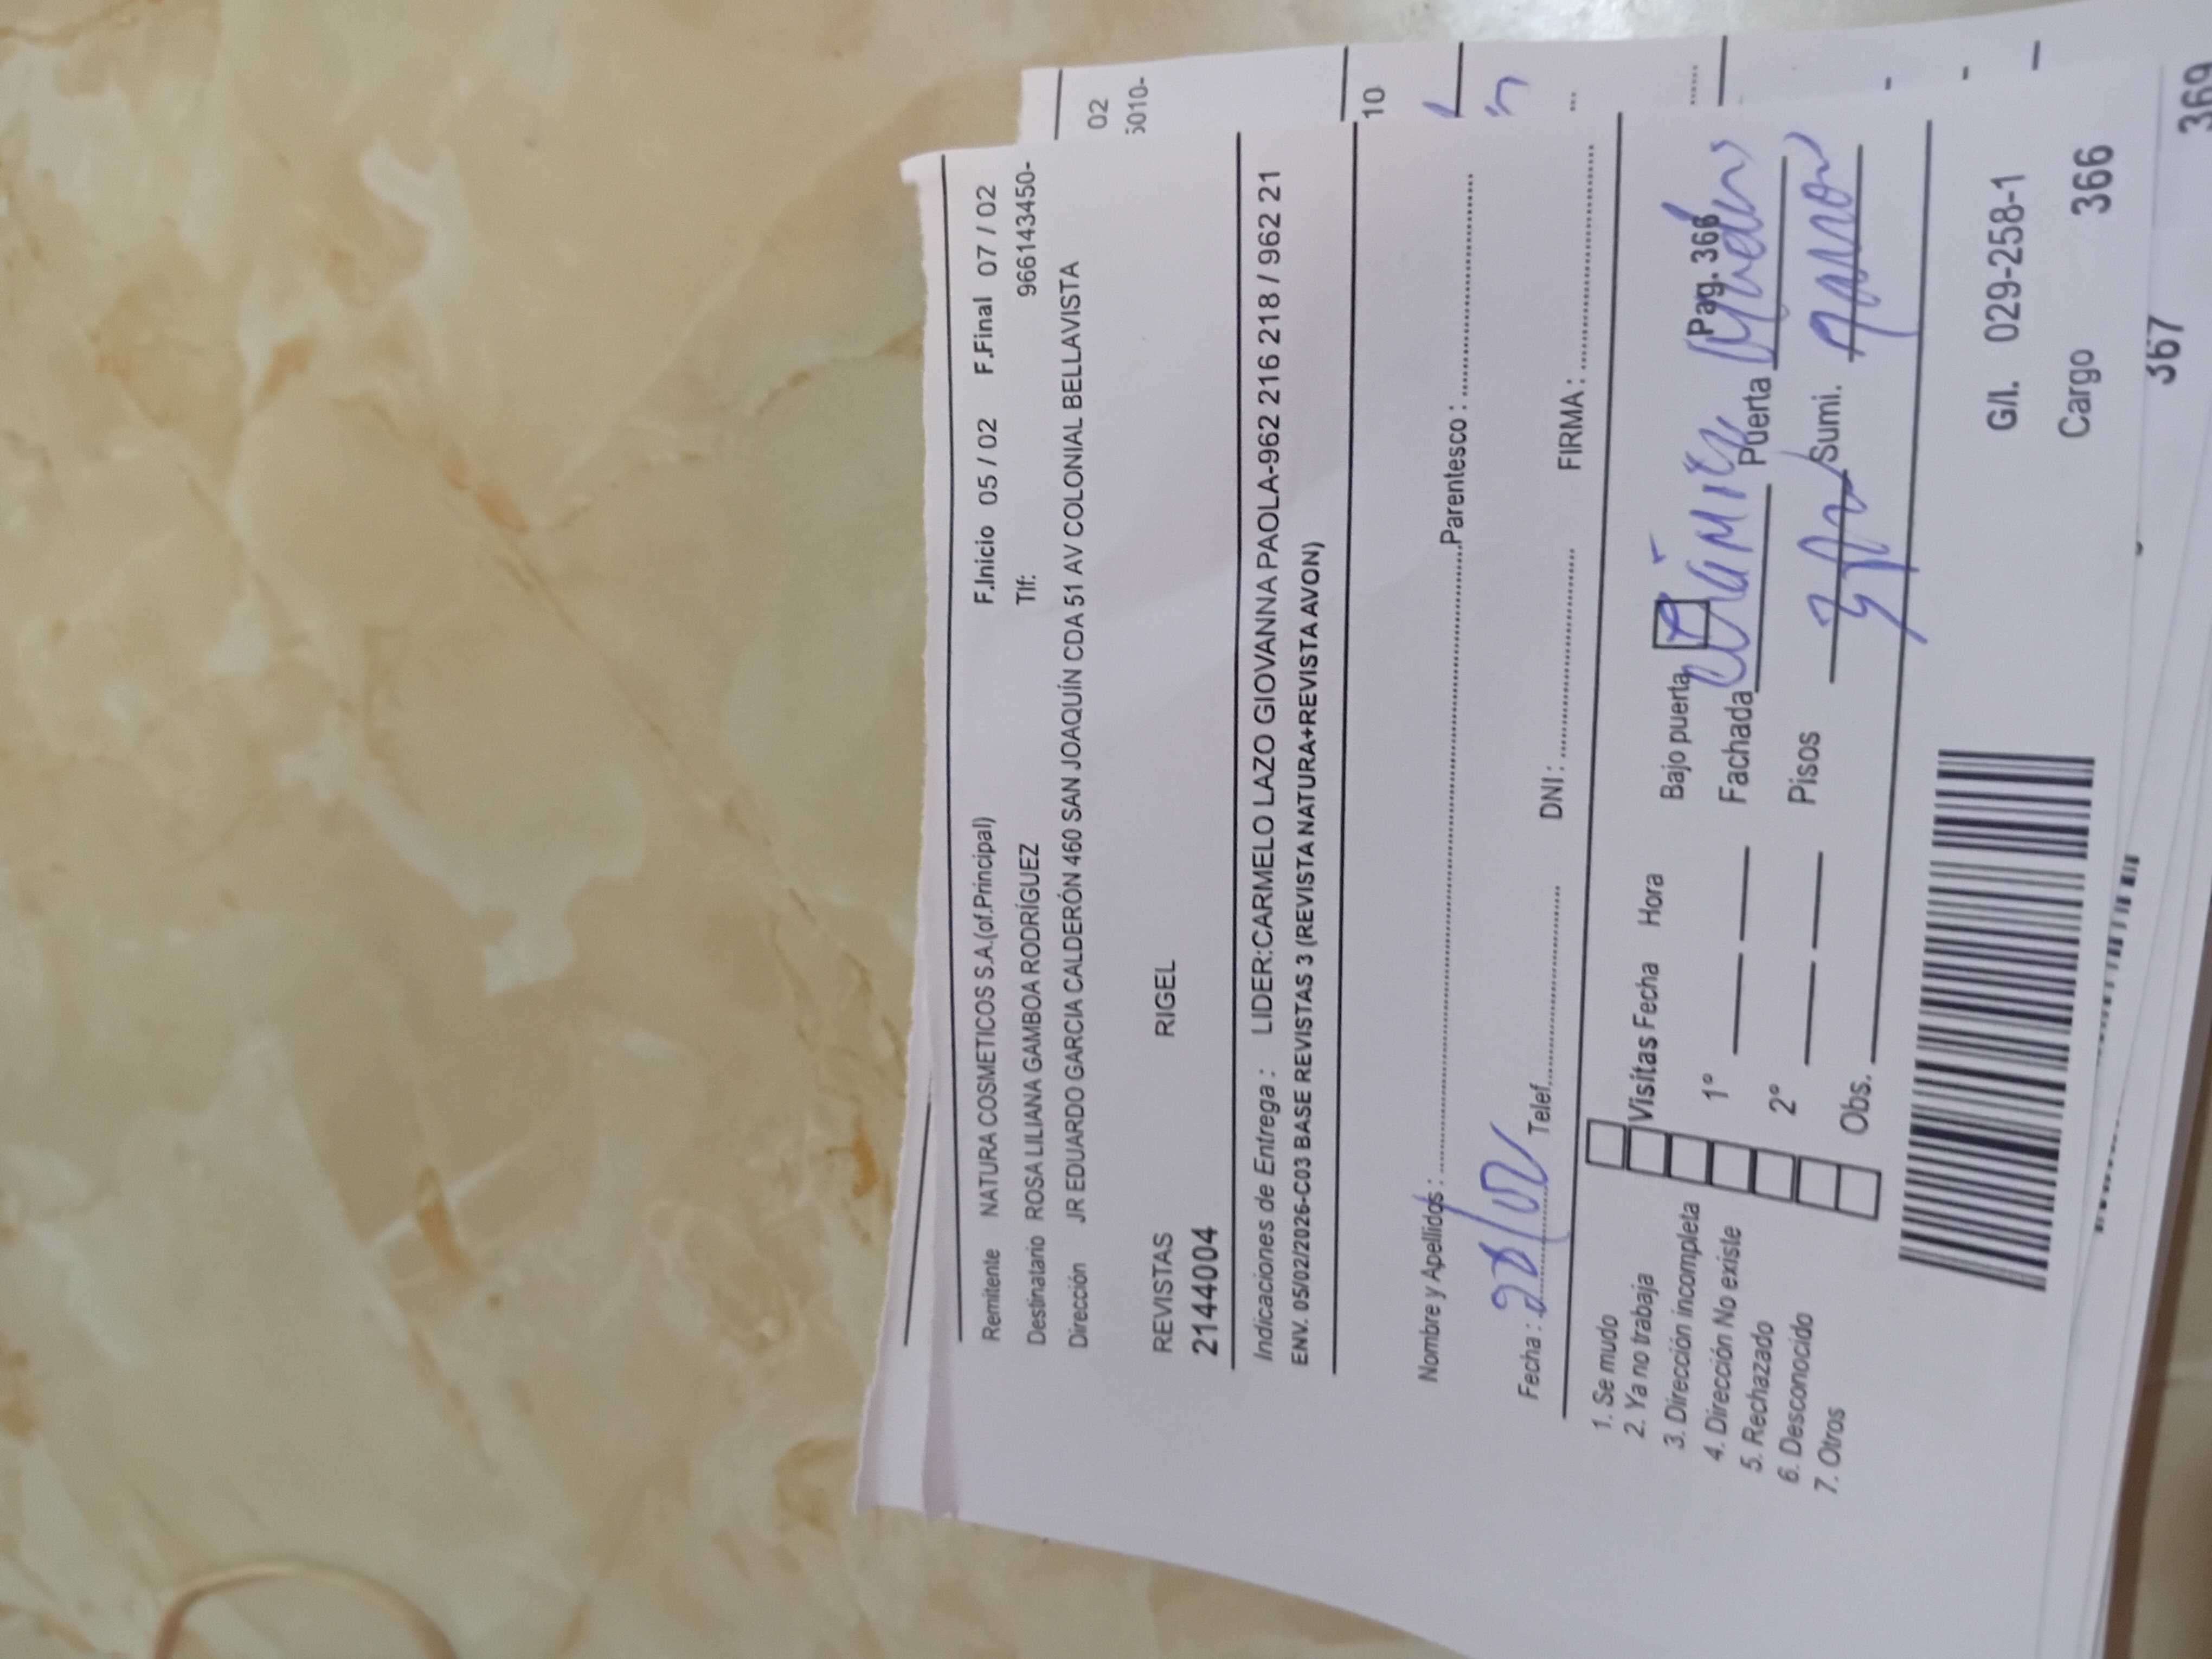 Remitente NATURA COSMETICOS S.A.(of.Principal) F.Inicio 05 / 02 F.Final 07 / 02
Destinatario ROSA LILIANA GAMBOA RODRÍGUEZ Tlf: 966143450-
Dirección JR EDUARDO GARCIA CALDERÓN 460 SAN JOAQUÍN CDA 51 AV COLONIAL BELLAVISTA
REVISTAS RIGEL
2144004
Indicaciones de Entrega : LIDER:CARMELO LAZO GIOVANNA PAOLA-962 216 218 / 962 21
ENV. 05/02/2026-C03 BASE REVISTAS 3 (REVISTA NATURA+REVISTA AVON)
Nombre y Apellidos : Parentesco :
Fecha : Telef. DNI : FIRMA :
1. Se mudo
2. Ya no trabaja
3. Dirección incompleta
4. Dirección No existe
5. Rechazado
6. Desconocido
7. Otros
Visitas Fecha Hora
1º
2º
Obs.
Bajo puerta Pag. 366
Fachada Puerta
Pisos Sumi.
G/I. 029-258-1
Cargo 366
02
5010-
10
367
369